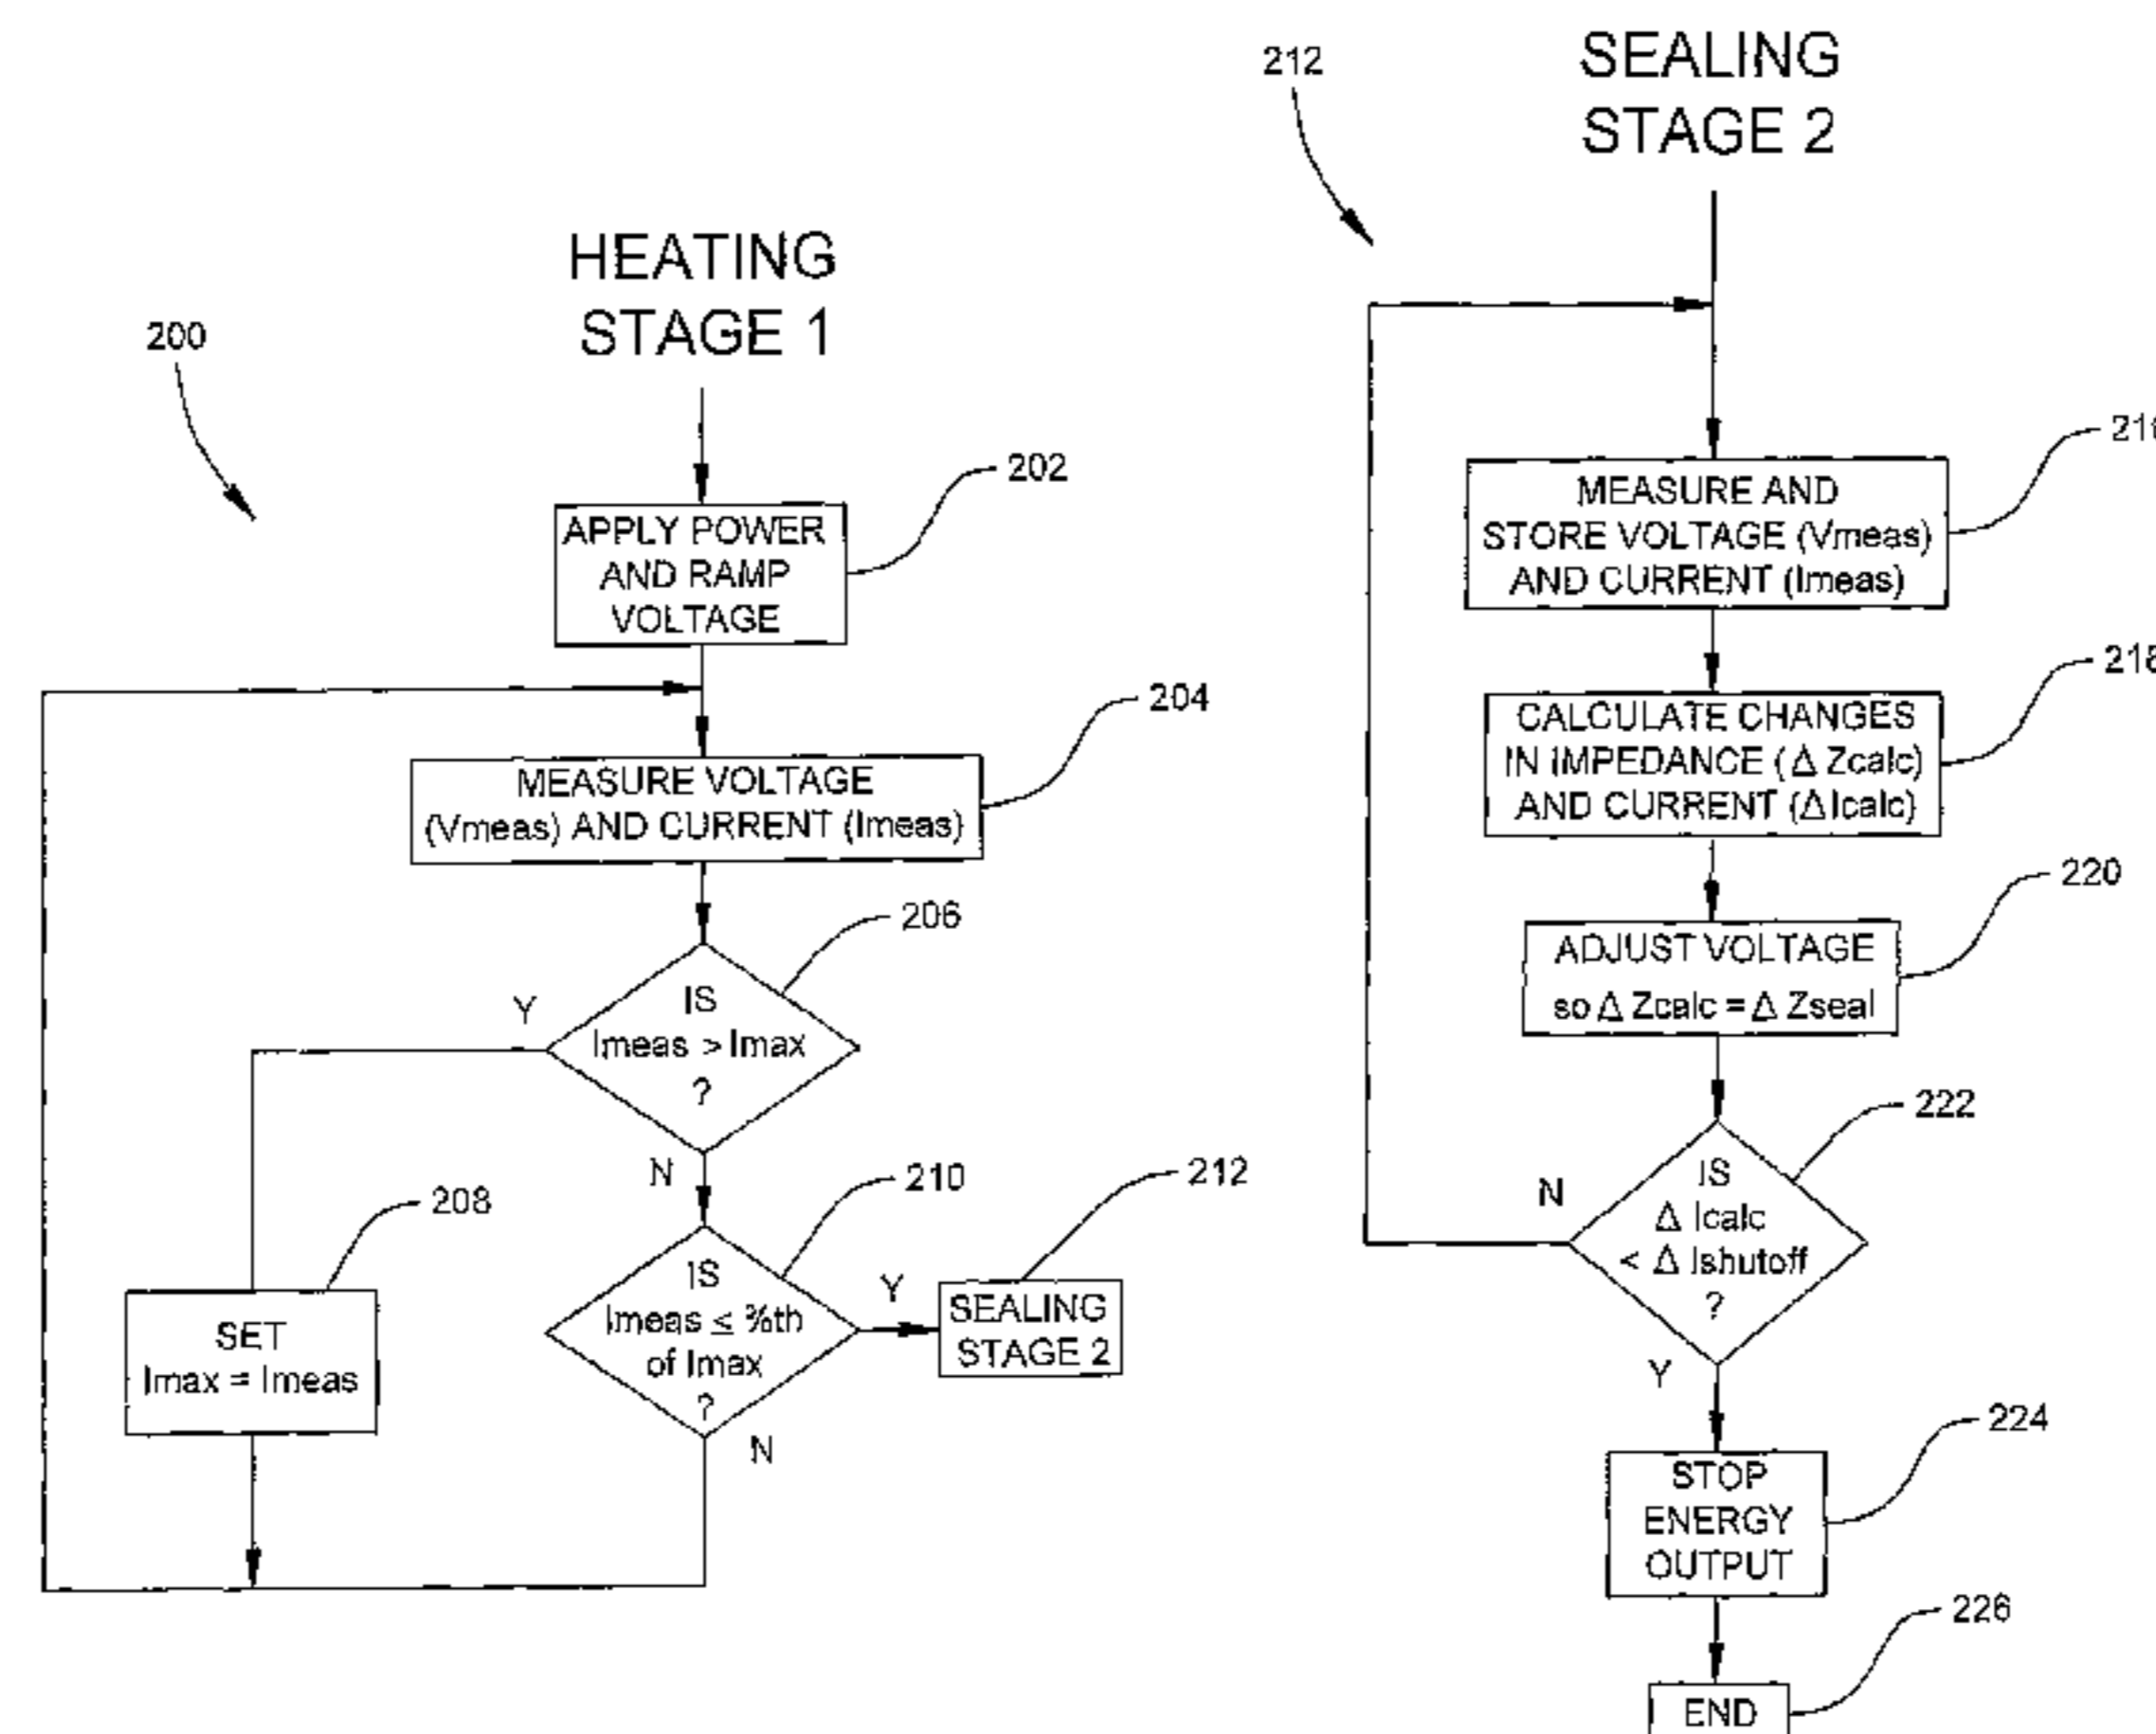 200
HEATING
STAGE 1
APPLY POWER
AND RAMP
VOLTAGE
202
MEASURE VOLTAGE
(Vmeas) AND CURRENT (Imeas)
204
IS
Imeas > Imax
?
206
Y
N
SET
Imax = Imeas
208
IS
Imeas ≤ %th
of Imax
?
210
Y
N
SEALING
STAGE 2
212
212
SEALING
STAGE 2
MEASURE AND
STORE VOLTAGE (Vmeas)
AND CURRENT (Imeas)
CALCULATE CHANGES
IN IMPEDANCE (Δ Zcalc)
AND CURRENT (Δ Icalc)
218
ADJUST VOLTAGE
so Δ Zcalc = Δ Zseal
220
IS
Δ Icalc
< Δ Ishutoff
?
222
N
Y
STOP
ENERGY
OUTPUT
224
END
226